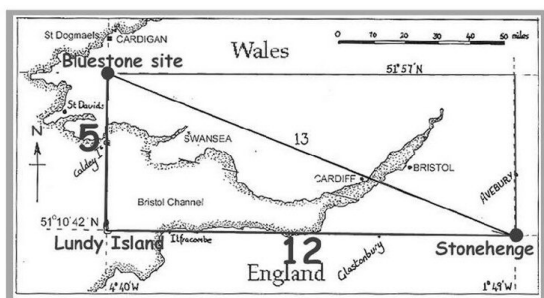 St Dogmaels
CARDIGAN
Wales
0 10 20 30 40 50 miles
Bluestone site
51° 57' N
St Davids
5
N
Caldey I
SWANSEA
13
CARDIFF
BRISTOL
AVEBURY
Bristol Channel
51° 10' 42" N
Lundy Island
Ilfracombe
12
Glastonbury
Stonehenge
England
4° 40' W
1° 49' W